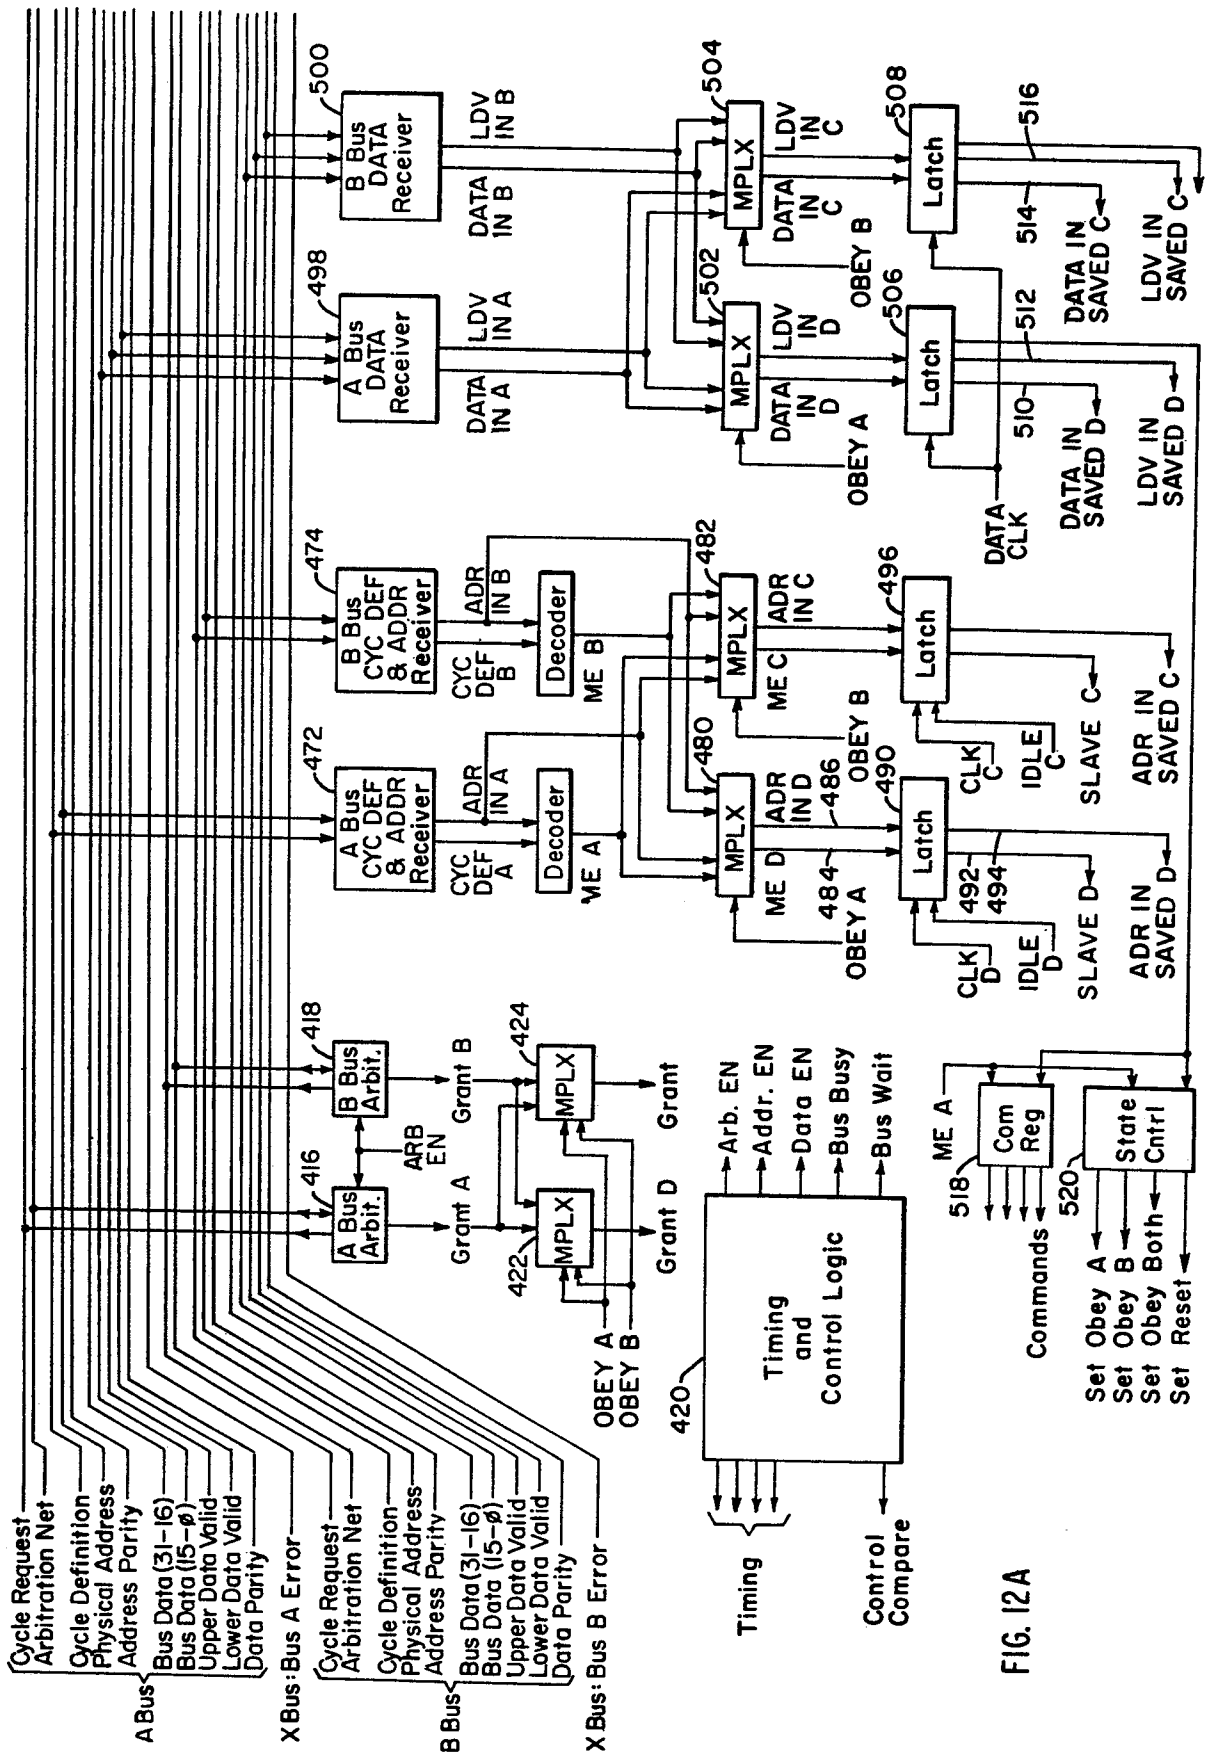 Cycle Request
Arbitration Net
Cycle Definition
Physical Address
Address Parity
Bus Data (31-16)
Bus Data (15-ø)
Upper Data Valid
Lower Data Valid
Data Parity
A Bus
X Bus: Bus A Error
Cycle Request
Arbitration Net
Cycle Definition
Physical Address
Address Parity
Bus Data (31-16)
Bus Data (15-ø)
Upper Data Valid
Lower Data Valid
Data Parity
B Bus
X Bus: Bus B Error
416
A Bus
Arbit.
418
B Bus
Arbit.
ARB
EN
Grant A
Grant B
422
MPLX
424
MPLX
OBEY A
OBEY B
Grant D
Grant
472
A Bus
CYC DEF
& ADDR
Receiver
474
B Bus
CYC DEF
& ADDR
Receiver
CYC
DEF
A
ADR
IN A
CYC
DEF
B
ADR
IN B
Decoder
Decoder
ME A
ME B
480
MPLX
482
MPLX
OBEY A
OBEY B
ME D
ADR
IN D
ME C
ADR
IN C
484
486
490
Latch
496
Latch
CLK
D
IDLE
D
492
494
CLK
C
IDLE
C
SLAVE D
SLAVE C
ADR IN
SAVED D
ADR IN
SAVED C
498
A Bus
DATA
Receiver
500
B Bus
DATA
Receiver
DATA
IN A
LDV
IN A
DATA
IN B
LDV
IN B
502
MPLX
504
MPLX
OBEY A
OBEY B
DATA
IN
D
LDV
IN
D
DATA
IN
C
LDV
IN
C
506
Latch
508
Latch
DATA
CLK
510
512
514
516
DATA IN
SAVED D
DATA IN
SAVED C
LDV IN
SAVED D
LDV IN
SAVED C
420
Timing
and
Control Logic
Arb. EN
Addr. EN
Data EN
Bus Busy
Bus Wait
Timing
Control
Compare
ME A
518
Com
Reg
Commands
520
State
Cntrl
Set Obey A
Set Obey B
Set Obey Both
Set Reset
FIG. 12A